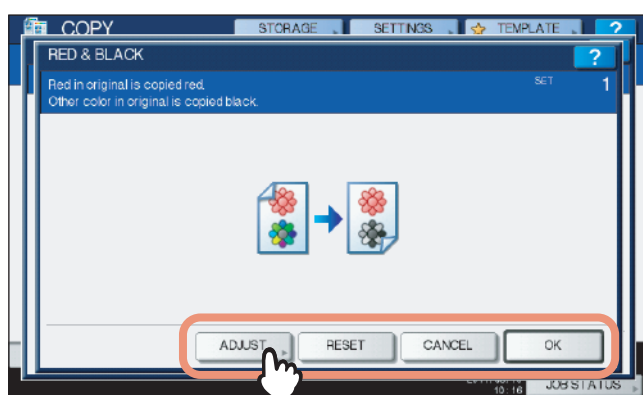 COPY
STORAGE SETTINGS TEMPLATE ?
RED & BLACK ?
Red in original is copied red. SET 1
Other color in original is copied black.
ADJUST RESET CANCEL OK
10:16 JOB STATUS